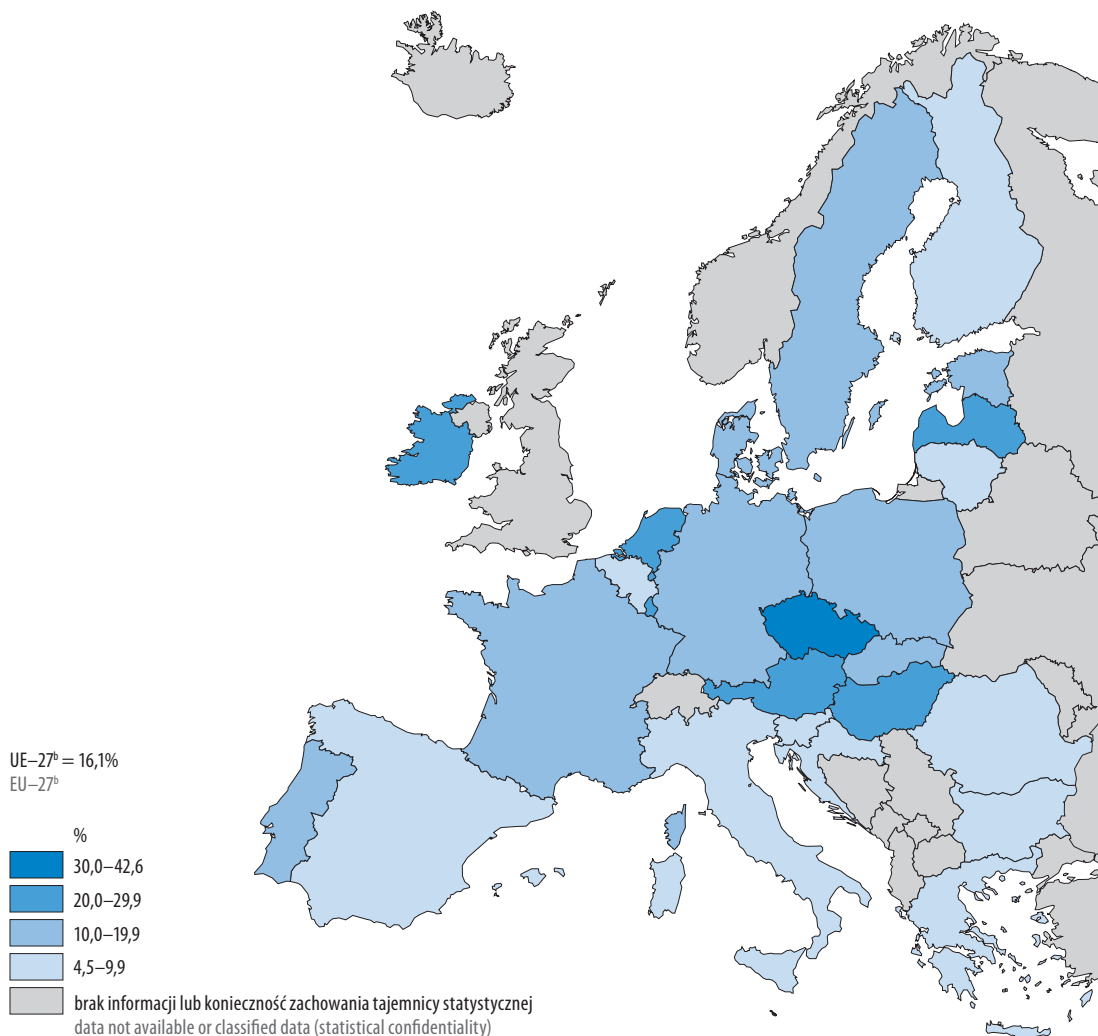 UE–27ᵇ = 16,1%
EU–27ᵇ
%
30,0–42,6
20,0–29,9
10,0–19,9
4,5–9,9
brak informacji lub konieczność zachowania tajemnicy statystycznej
data not available or classified data (statistical confidentiality)